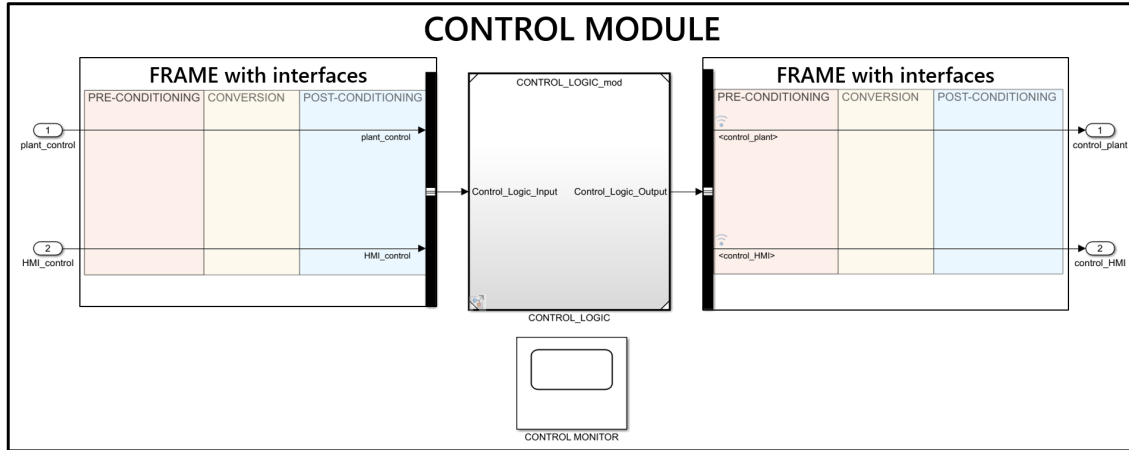 CONTROL MODULE
FRAME with interfaces
PRE-CONDITIONING CONVERSION POST-CONDITIONING
1
plant_control
plant_control
2
HMI_control
HMI_control
CONTROL_LOGIC_mod
Control_Logic_Input Control_Logic_Output
CONTROL_LOGIC
FRAME with interfaces
PRE-CONDITIONING CONVERSION POST-CONDITIONING
<control_plant>
1
control_plant
<control_HMI>
2
control_HMI
CONTROL MONITOR